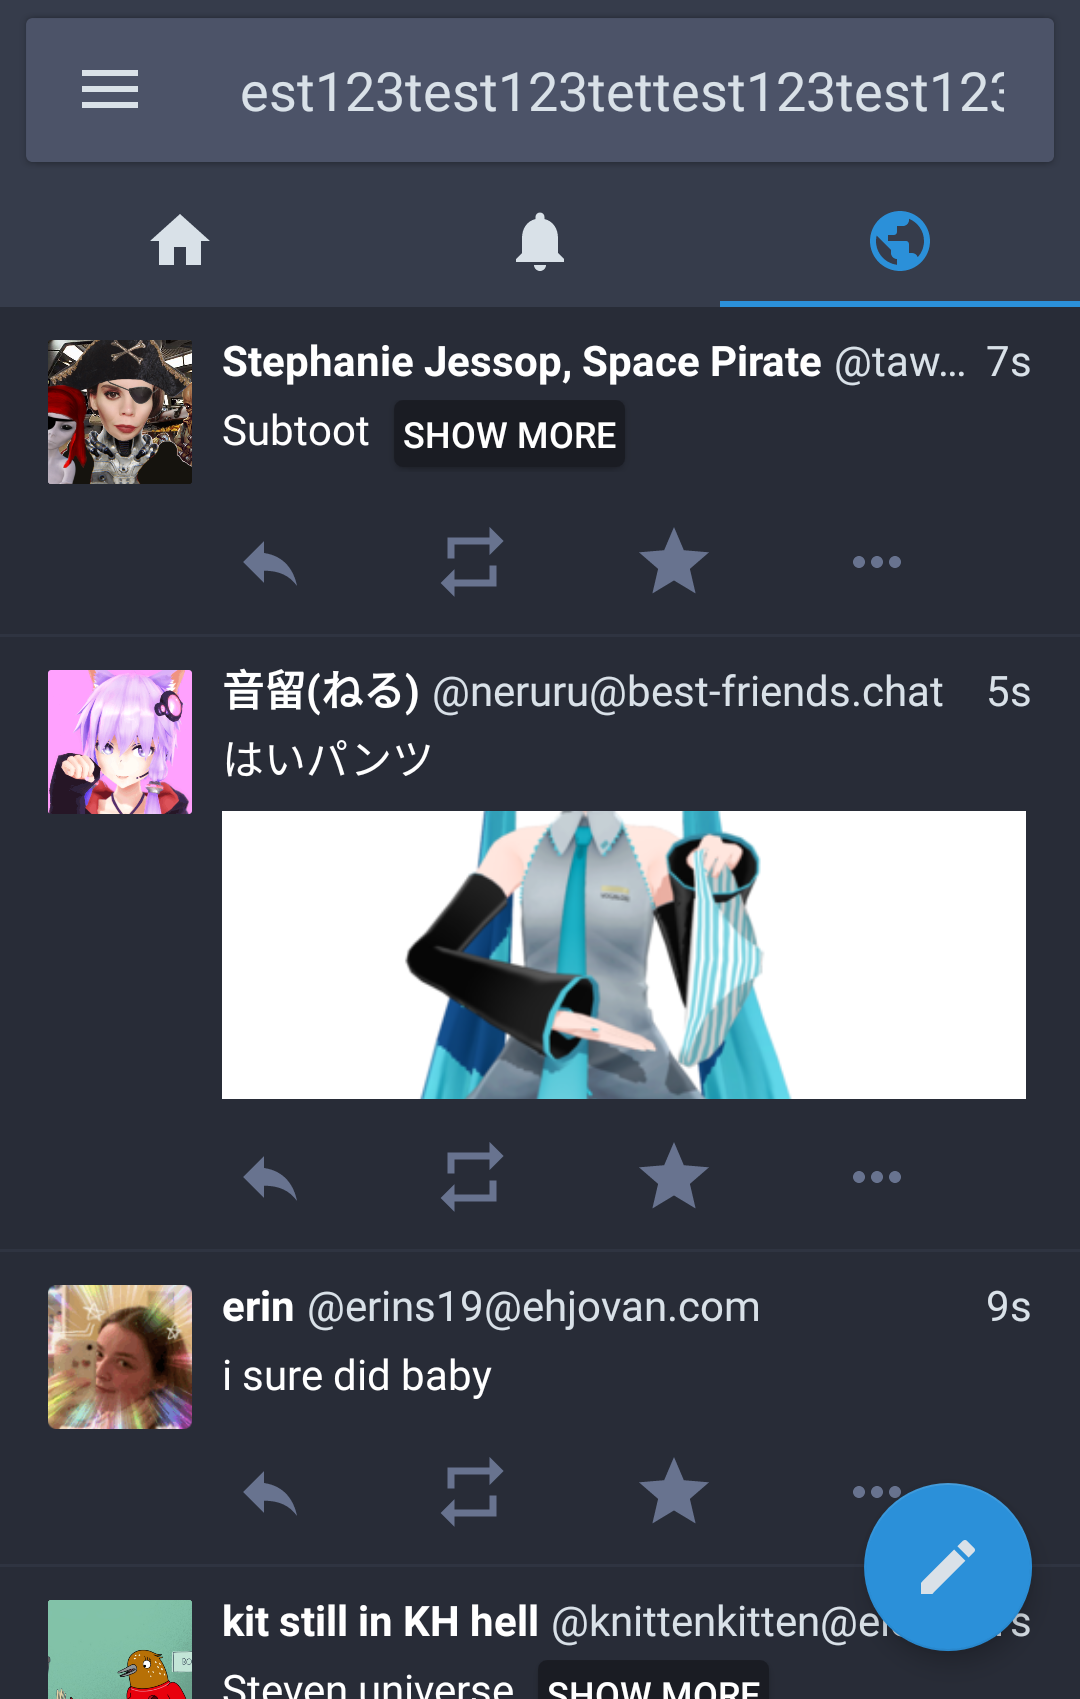 est123test123tettest123test123
Stephanie Jessop, Space Pirate @taw... 7s
Subtoot SHOW MORE
音留(ねる) @neruru@best-friends.chat 5s
はいパンツ
erin @erins19@ehjovan.com 9s
i sure did baby
kit still in KH hell @knittenkitten@el s
Steven universe SHOW MORE